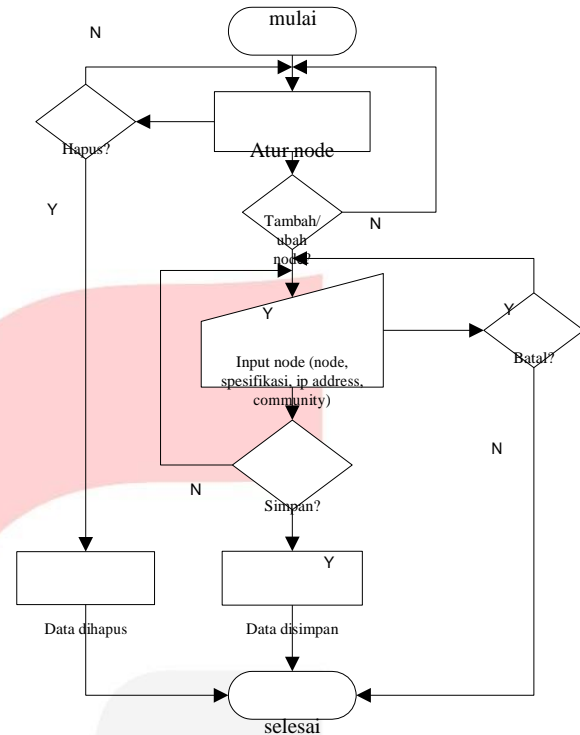 mulai
N
Atur node
Hapus?
Y
Tambah/
ubah
node?
N
Y
Input node (node,
spesifikasi, ip address,
community)
Y
Batal?
N
N
Simpan?
Y
Data dihapus
Data disimpan
selesai